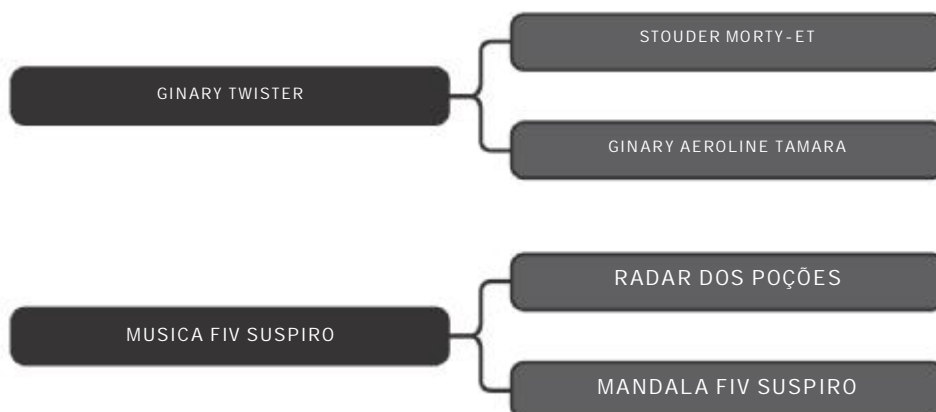 STOUDER MORTY-ET
GINARY TWISTER
GINARY AEROLINE TAMARA
RADAR DOS POÇÕES
MUSICA FIV SUSPIRO
MANDALA FIV SUSPIRO